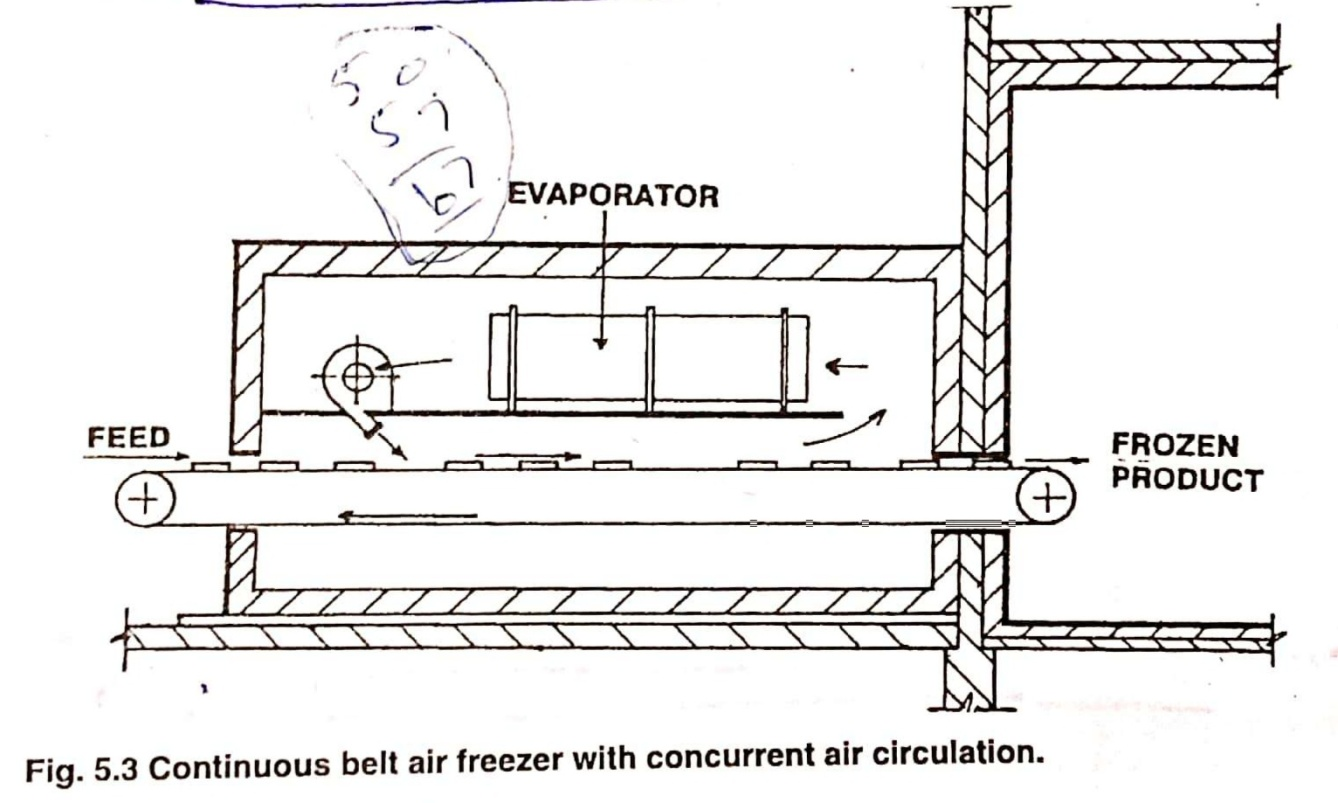 50
57
67
EVAPORATOR
FEED
FROZEN
PRODUCT
Fig. 5.3 Continuous belt air freezer with concurrent air circulation.